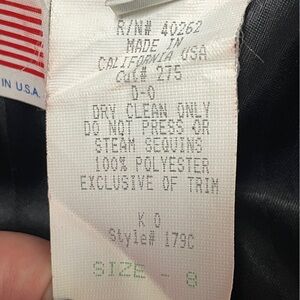 IN U.S.A.
R/N# 40262
MADE IN
CALIFORNIA USA
Cut# 275
D-O
DRY CLEAN ONLY
DO NOT PRESS OR
STEAM SEQUINS
100% POLYESTER
EXCLUSIVE OF TRIM
K O
Style# 179C
SIZE - 8